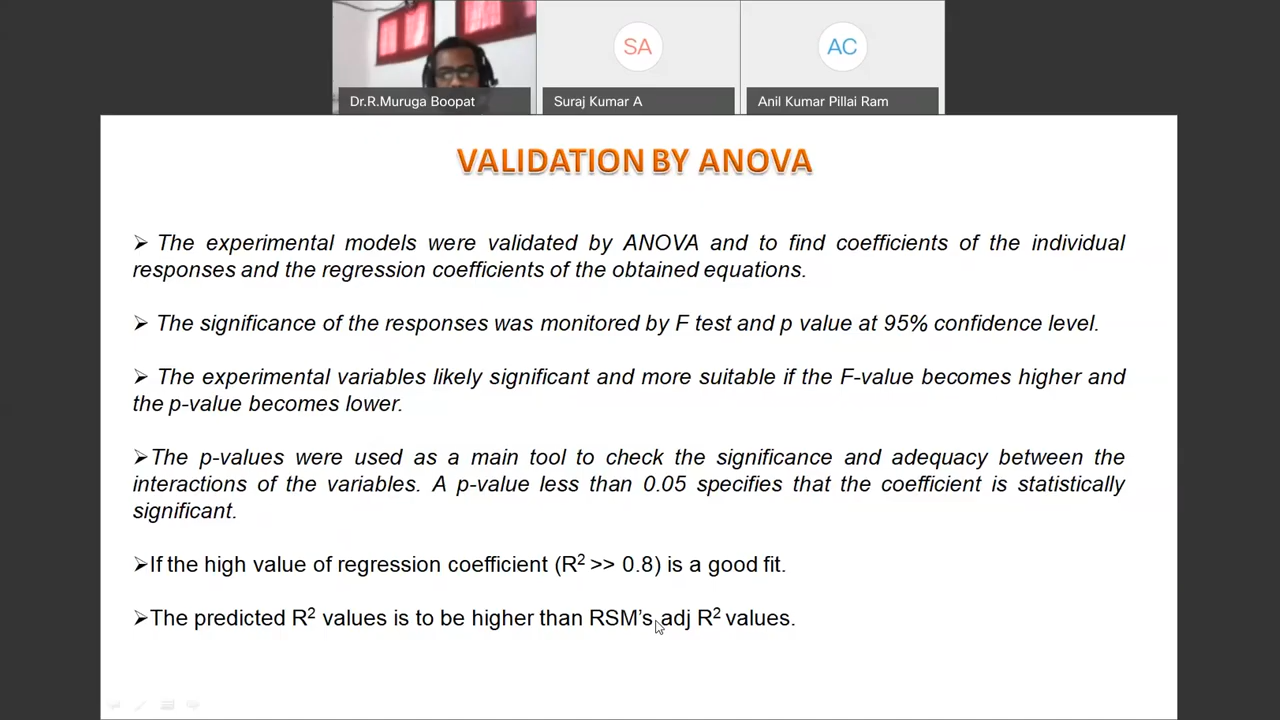 SA
AC
Dr.R.Muruga Boopat
Suraj Kumar A
Anil Kumar Pillai Ram
VALIDATION BY ANOVA
➢ The experimental models were validated by ANOVA and to find coefficients of the individual
responses and the regression coefficients of the obtained equations.
➢ The significance of the responses was monitored by F test and p value at 95% confidence level.
➢ The experimental variables likely significant and more suitable if the F-value becomes higher and
the p-value becomes lower.
➢The p-values were used as a main tool to check the significance and adequacy between the
interactions of the variables. A p-value less than 0.05 specifies that the coefficient is statistically
significant.
➢If the high value of regression coefficient (R² >> 0.8) is a good fit.
➢The predicted R² values is to be higher than RSM's adj R² values.